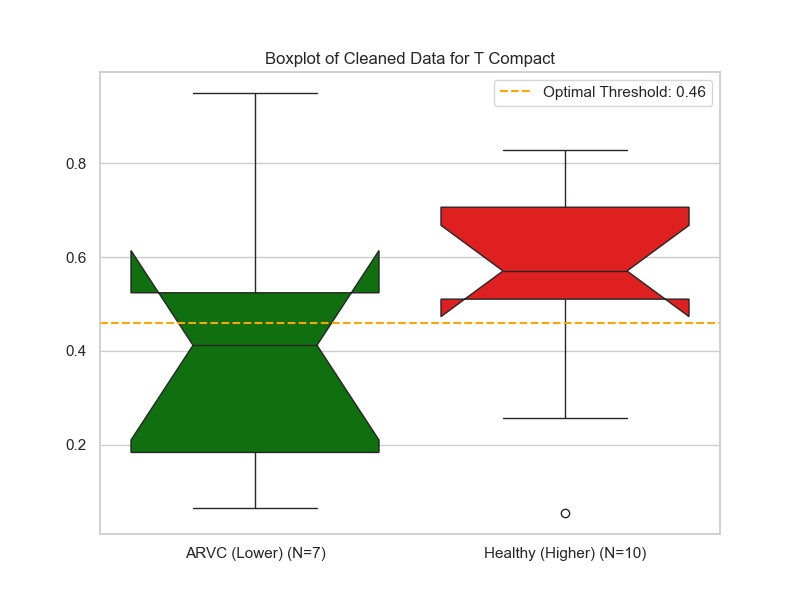 Boxplot of Cleaned Data for T Compact
Optimal Threshold: 0.46
0.8
0.6
0.4
0.2
ARVC (Lower) (N=7)
Healthy (Higher) (N=10)